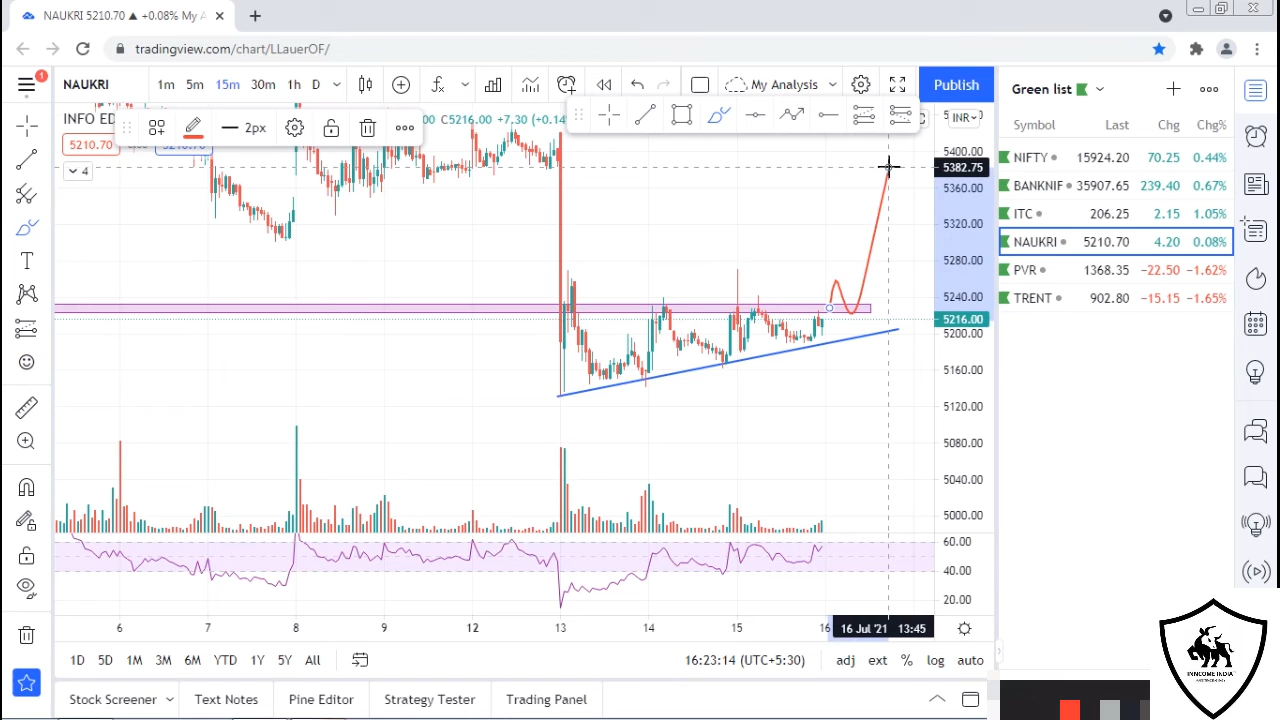 NAUKRI 5210.70 ▲ +0.08% My A
tradingview.com/chart/LLauerOF/
1
NAUKRI 1m 5m 15m 30m 1h D My Analysis Publish
INFO ED
C5216.00 +7.30 (+0.14
INR
2px
5210.70
4
5400.00
5382.75
5360.00
5320.00
5280.00
5240.00
5216.00
5200.00
5160.00
5120.00
5080.00
5040.00
5000.00
60.00
40.00
20.00
6 7 8 9 12 13 14 15 16 16 Jul '21 13:45
1D 5D 1M 3M 6M YTD 1Y 5Y All 16:23:14 (UTC+5:30) adj ext % log auto
Stock Screener Text Notes Pine Editor Strategy Tester Trading Panel
Green list
Symbol Last Chg Chg%
NIFTY 15924.20 70.25 0.44%
BANKNIF 35907.65 239.40 0.67%
ITC 206.25 2.15 1.05%
NAUKRI 5210.70 4.20 0.08%
PVR 1368.35 −22.50 −1.62%
TRENT 902.80 −15.15 −1.65%
INNCOME INDIA